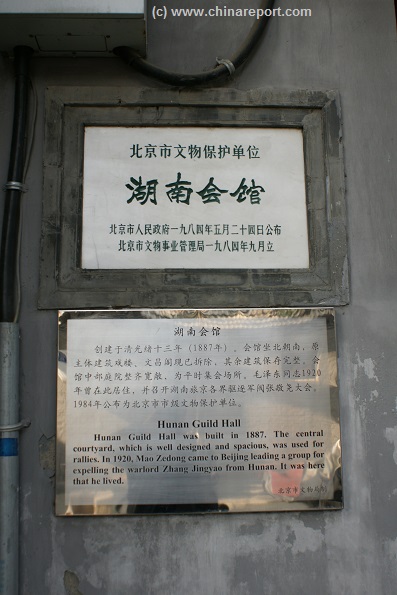 (c) www.chinareport.com
北京市文物保护单位
湖南会馆
北京市人民政府一九八四年五月二十四日公布
北京市文物事业管理局一九八四年九月立
湖南会馆
创建于清光绪十三年(1887年)。会馆坐北朝南,原
主体建筑戏楼、文昌阁现已拆除,其余建筑保存完整。会
馆中部庭院整齐宽敞,为平时集会场所。毛泽东同志1920
年曾在此居住,并召开湖南旅京各界驱逐军阀张敬尧大会。
1984年公布为北京市市级文物保护单位。
Hunan Guild Hall
Hunan Guild Hall was built in 1887. The central
courtyard, which is well designed and spacious, was used for
rallies. In 1920, Mao Zedong came to Beijing leading a group for
expelling the warlord Zhang Jingyao from Hunan. It was here
that he lived.
北京市文物局